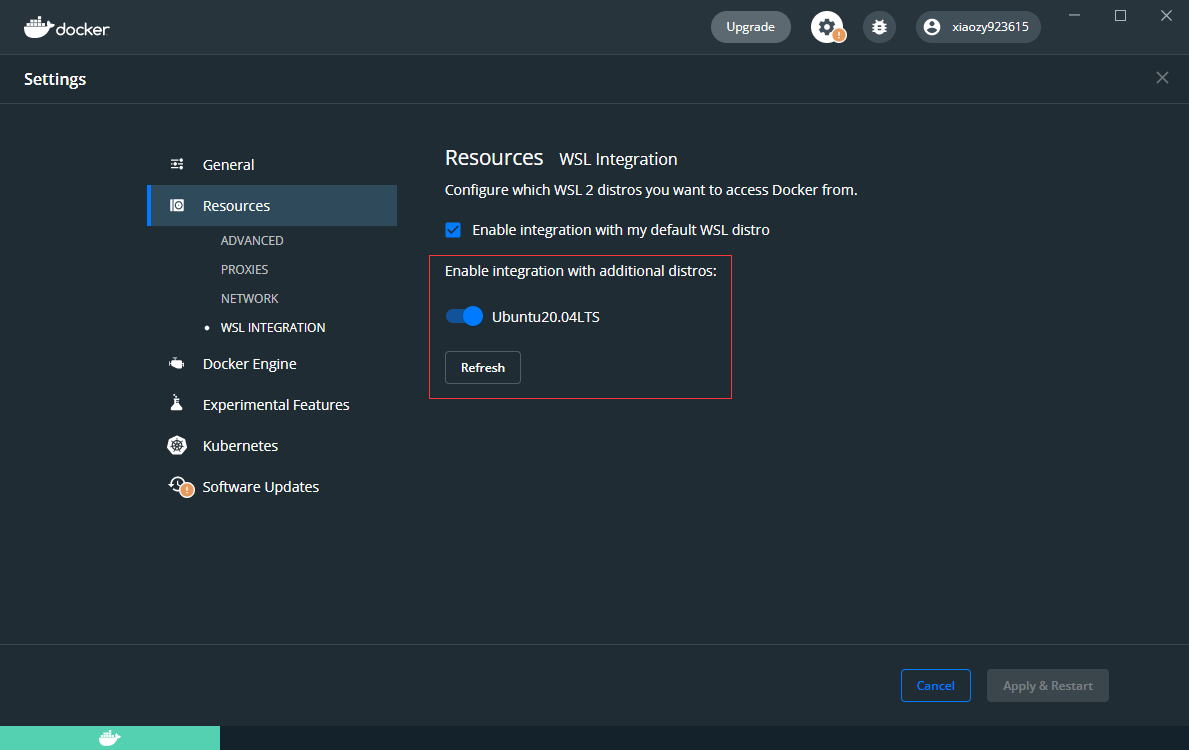 docker
Upgrade
xiaozy923615
Settings
General
Resources
ADVANCED
PROXIES
NETWORK
WSL INTEGRATION
Docker Engine
Experimental Features
Kubernetes
Software Updates
Resources WSL Integration
Configure which WSL 2 distros you want to access Docker from.
Enable integration with my default WSL distro
Enable integration with additional distros:
Ubuntu20.04LTS
Refresh
Cancel
Apply & Restart